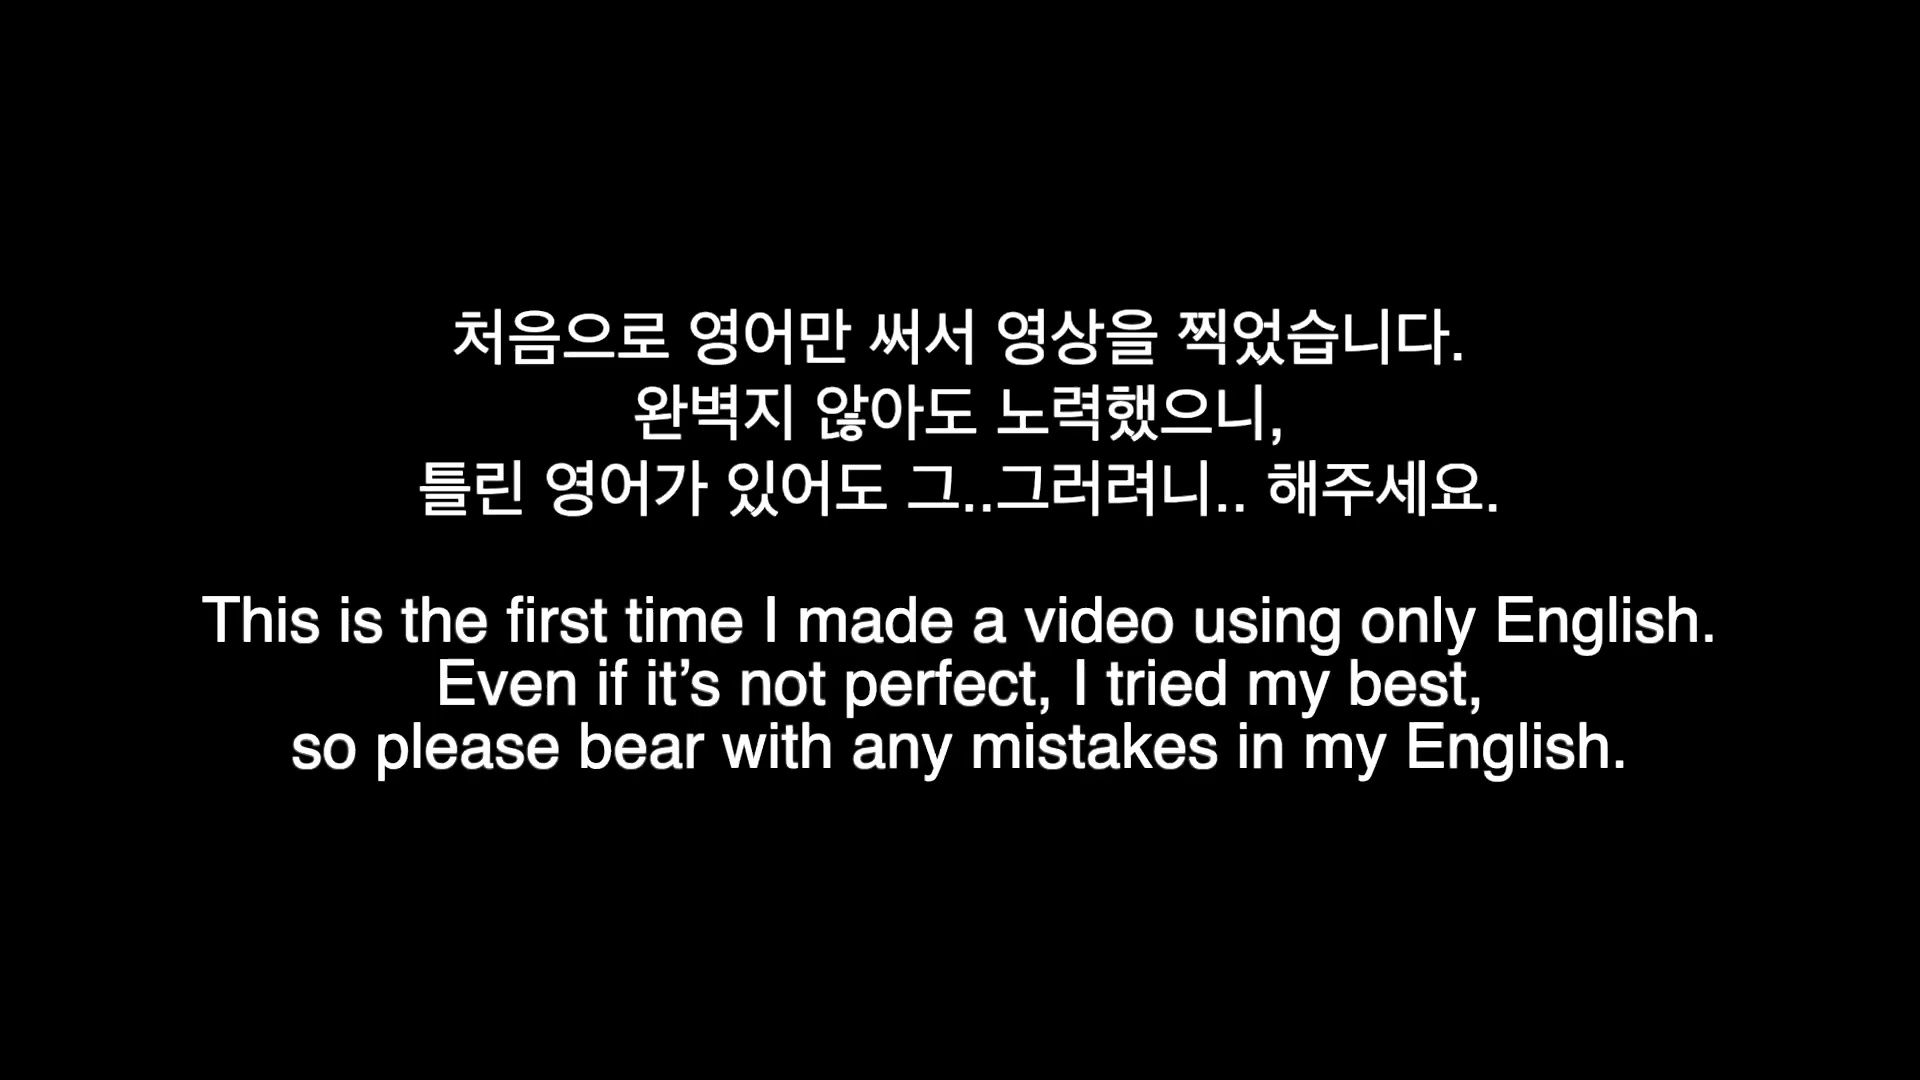 처음으로 영어만 써서 영상을 찍었습니다.
완벽지 않아도 노력했으니,
틀린 영어가 있어도 그..그러려니.. 해주세요.
This is the first time I made a video using only English.
Even if it’s not perfect, I tried my best,
so please bear with any mistakes in my English.